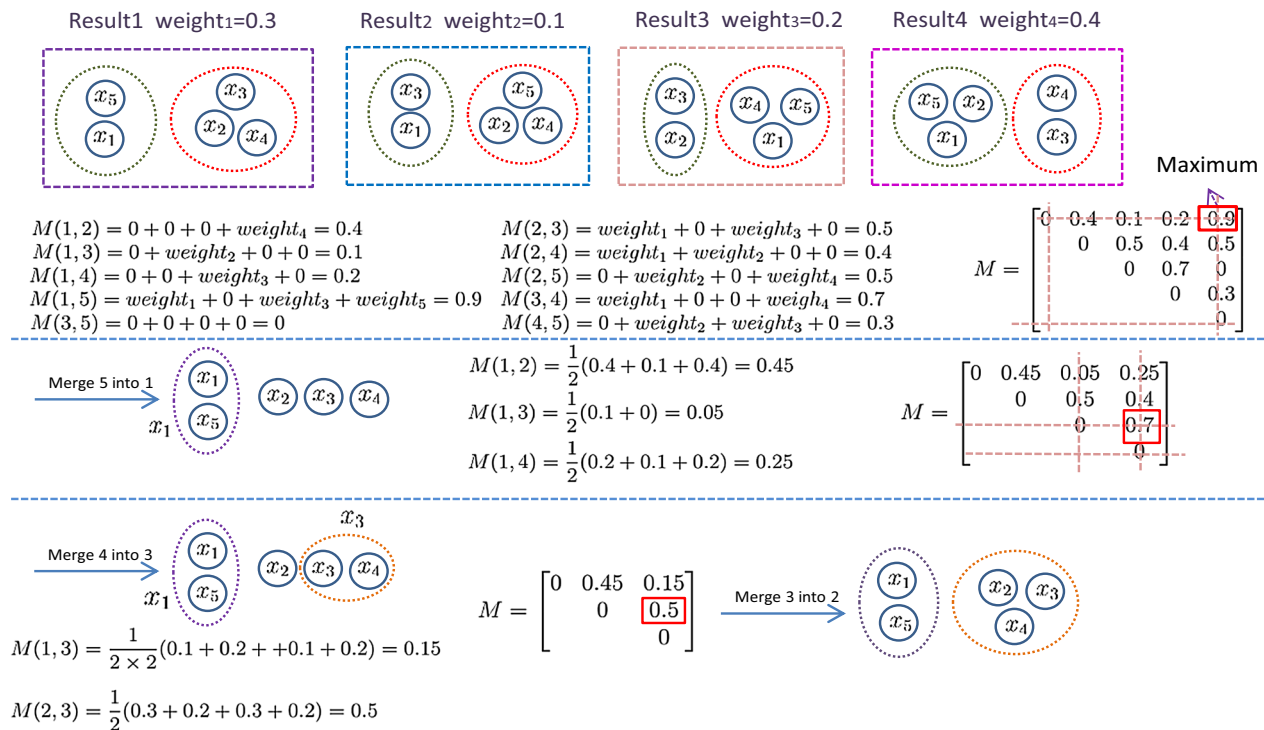 Result1 weight₁=0.3 Result2 weight₂=0.1 Result3 weight₃=0.2 Result4 weight₄=0.4
x₅ x₃ x₃ x₅ x₃ x₄ x₅ x₅ x₂ x₄
x₁ x₂ x₄ x₁ x₂ x₄ x₂ x₁ x₁ x₃
Maximum
M(1,2) = 0 + 0 + 0 + weight₄ = 0.4
M(1,3) = 0 + weight₂ + 0 + 0 = 0.1
M(1,4) = 0 + 0 + weight₃ + 0 = 0.2
M(1,5) = weight₁ + 0 + weight₃ + weight₅ = 0.9
M(3,5) = 0 + 0 + 0 + 0 = 0
M(2,3) = weight₁ + 0 + weight₃ + 0 = 0.5
M(2,4) = weight₁ + weight₂ + 0 + 0 = 0.4
M(2,5) = 0 + weight₂ + 0 + weight₄ = 0.5
M(3,4) = weight₁ + 0 + 0 + weigh₄ = 0.7
M(4,5) = 0 + weight₂ + weight₃ + 0 = 0.3
M =
0 0.4 0.1 0.2 0.9
0 0.5 0.4 0.5
0 0.7 0
0 0.3
0
Merge 5 into 1
x₁
x₅
x₁
x₂ x₃ x₄
M(1,2) = 1/2(0.4 + 0.1 + 0.4) = 0.45
M(1,3) = 1/2(0.1 + 0) = 0.05
M(1,4) = 1/2(0.2 + 0.1 + 0.2) = 0.25
M =
0 0.45 0.05 0.25
0 0.5 0.4
0 0.7
0
Merge 4 into 3
x₁
x₅
x₁
x₃
x₂ x₃ x₄
M(1,3) = 1/(2 × 2)(0.1 + 0.2 + +0.1 + 0.2) = 0.15
M(2,3) = 1/2(0.3 + 0.2 + 0.3 + 0.2) = 0.5
M =
0 0.45 0.15
0 0.5
0
Merge 3 into 2
x₁
x₅
x₂ x₃
x₄